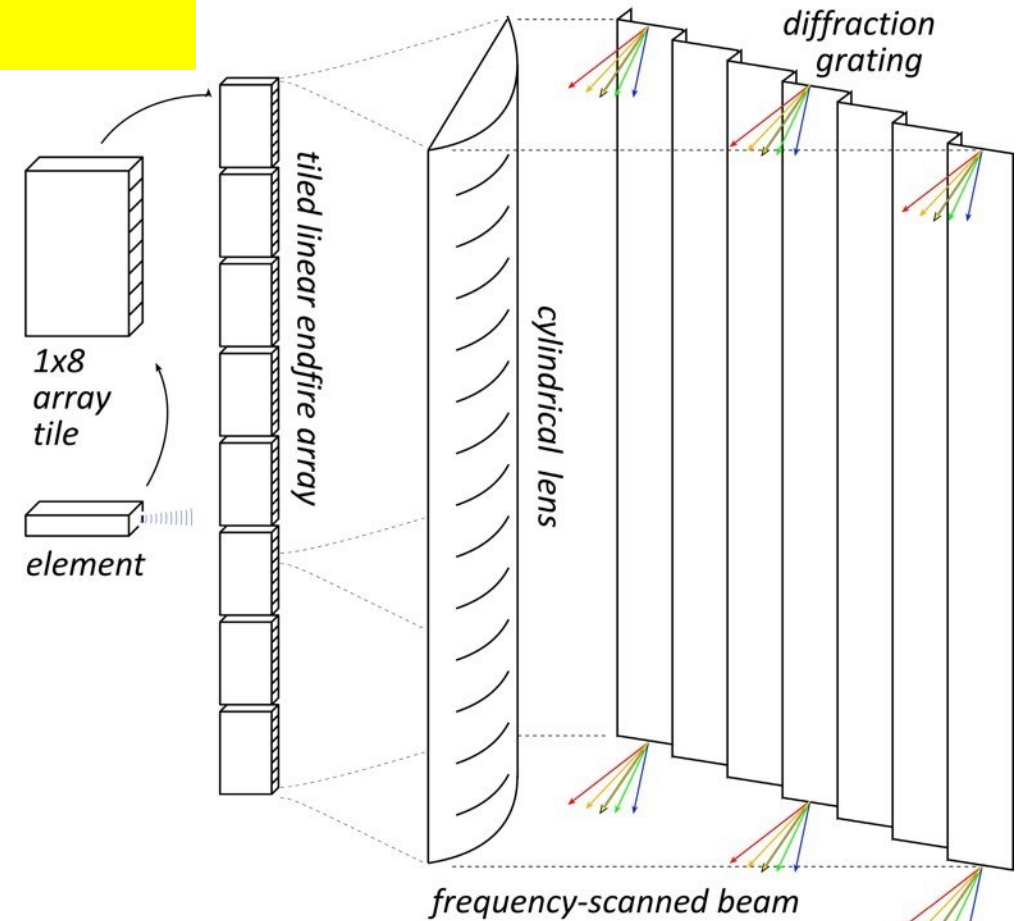 diffraction
grating
tiled linear endfire array
cylindrical lens
1x8
array
tile
element
frequency-scanned beam